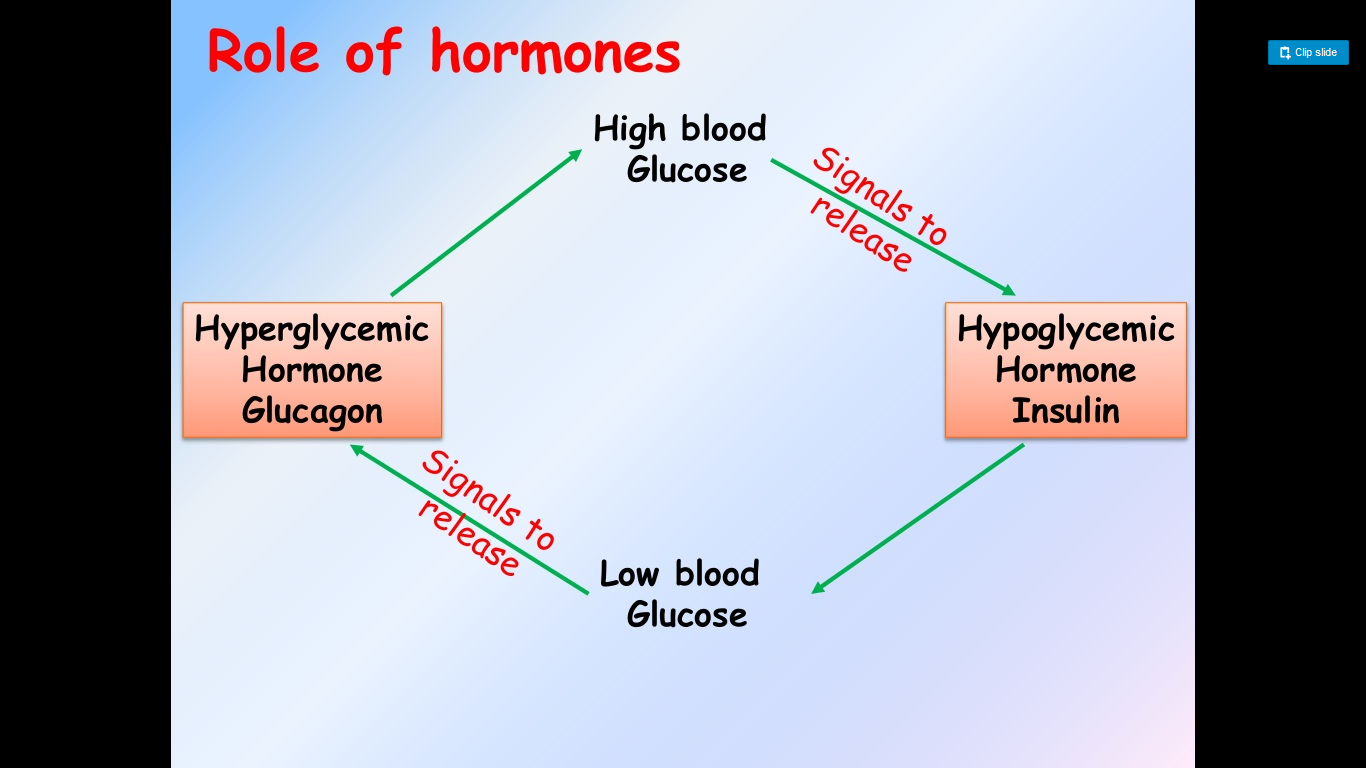 Role of hormones
Clip slide
High blood
Glucose
Signals to
release
Hyperglycemic
Hormone
Glucagon
Hypoglycemic
Hormone
Insulin
Signals to
release
Low blood
Glucose